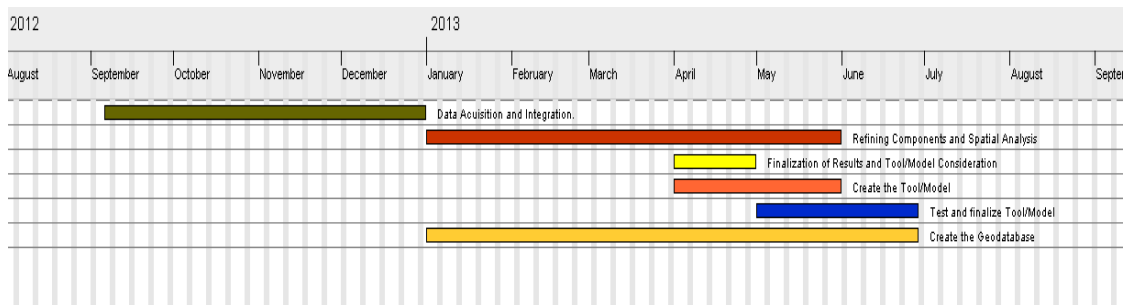 2012 2013
August September October November December January February March April May June July August Septer
Data Acuisition and Integration.
Refining Components and Spatial Analysis
Finalization of Results and Tool/Model Consideration
Create the Tool/Model
Test and finalize Tool/Model
Create the Geodatabase